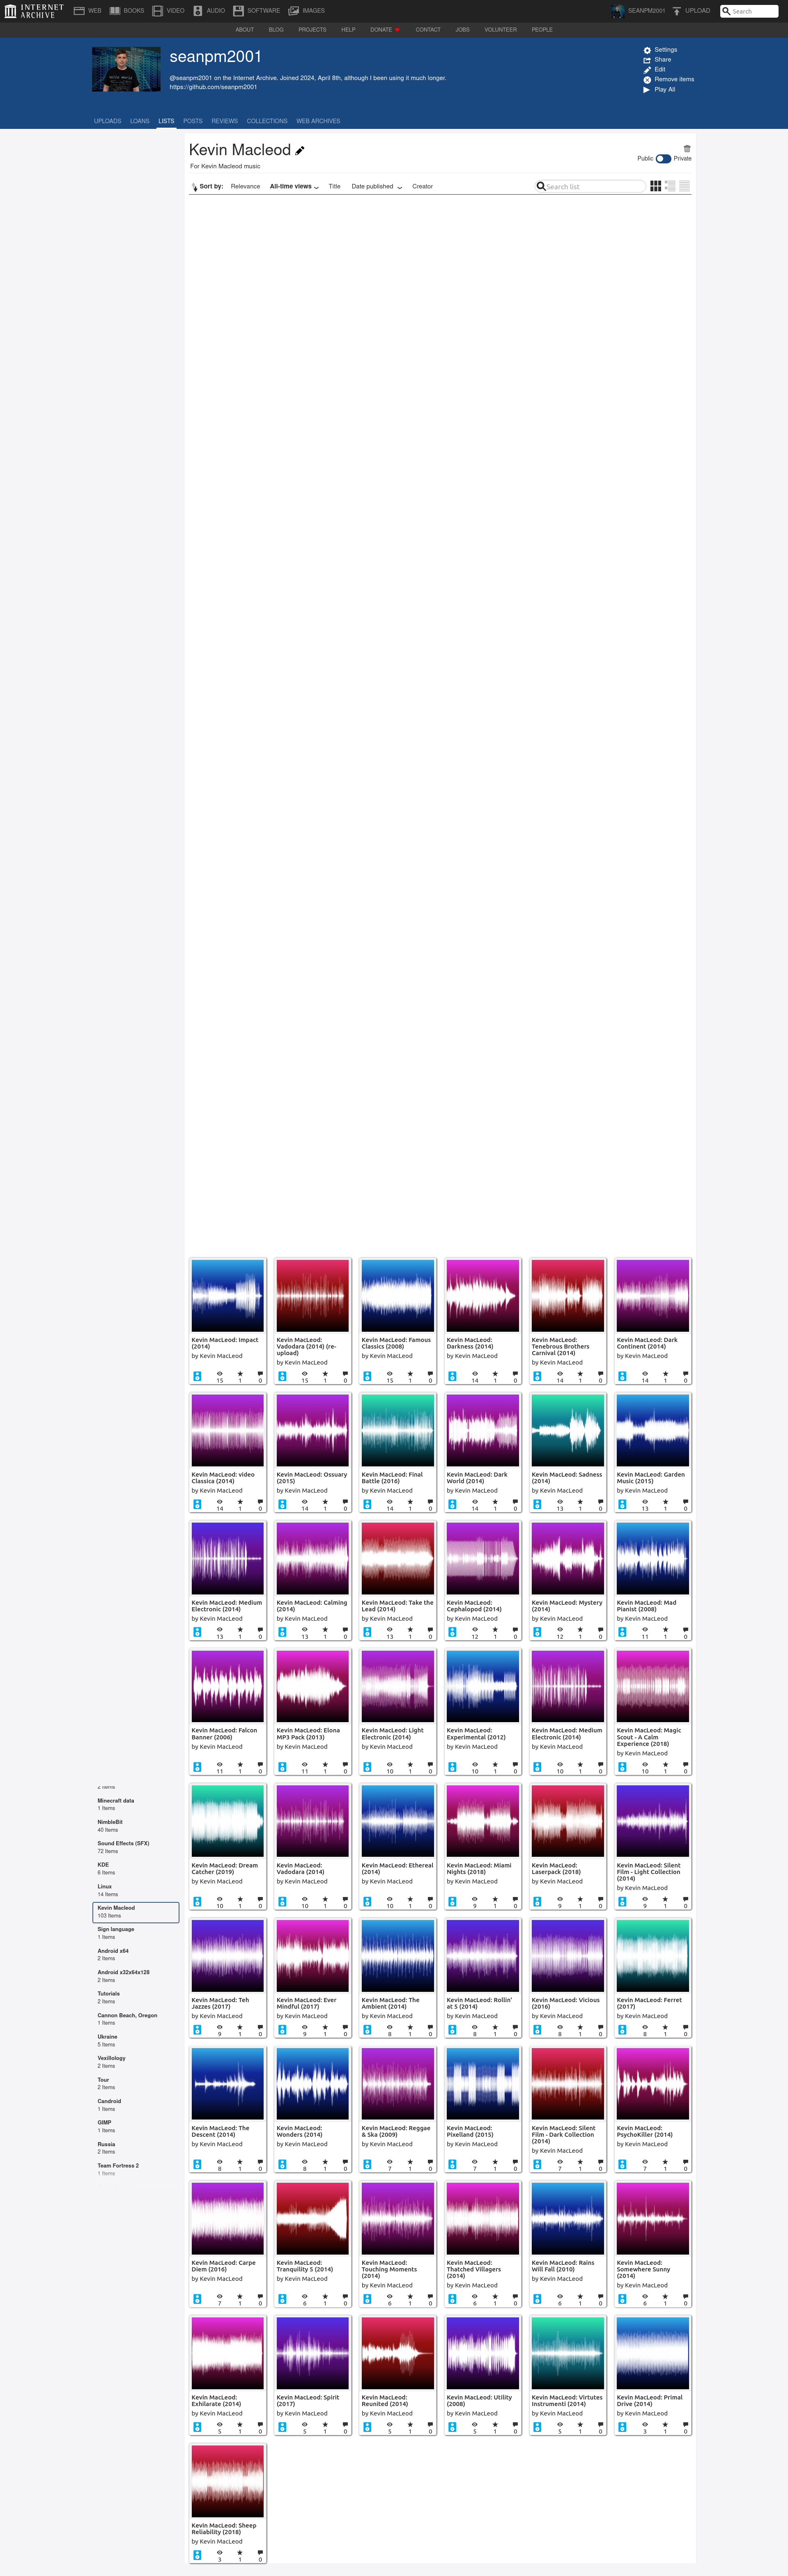 INTERNET ARCHIVE
WEB BOOKS VIDEO AUDIO SOFTWARE IMAGES SEANPM2001 UPLOAD Search
ABOUT BLOG PROJECTS HELP DONATE CONTACT JOBS VOLUNTEER PEOPLE
seanpm2001
@seanpm2001 on the Internet Archive. Joined 2024, April 8th, although I been using it much longer.
https://github.com/seanpm2001
Settings
Share
Edit
Remove items
Play All
UPLOADS LOANS LISTS POSTS REVIEWS COLLECTIONS WEB ARCHIVES
Kevin Macleod
For Kevin Macleod music
Public Private
Sort by: Relevance All-time views Title Date published Creator Search list
Kevin MacLeod: Impact (2014)
by Kevin MacLeod
15 1 0
Kevin MacLeod: Vadodara (2014) (re-upload)
by Kevin MacLeod
15 1 0
Kevin MacLeod: Famous Classics (2008)
by Kevin MacLeod
15 1 0
Kevin MacLeod: Darkness (2014)
by Kevin MacLeod
14 1 0
Kevin MacLeod: Tenebrous Brothers Carnival (2014)
by Kevin MacLeod
14 1 0
Kevin MacLeod: Dark Continent (2014)
by Kevin MacLeod
14 1 0
Kevin MacLeod: video Classica (2014)
by Kevin MacLeod
14 1 0
Kevin MacLeod: Ossuary (2015)
by Kevin MacLeod
14 1 0
Kevin MacLeod: Final Battle (2016)
by Kevin MacLeod
14 1 0
Kevin MacLeod: Dark World (2014)
by Kevin MacLeod
14 1 0
Kevin MacLeod: Sadness (2014)
by Kevin MacLeod
13 1 0
Kevin MacLeod: Garden Music (2015)
by Kevin MacLeod
13 1 0
Kevin MacLeod: Medium Electronic (2014)
by Kevin MacLeod
13 1 0
Kevin MacLeod: Calming (2014)
by Kevin MacLeod
13 1 0
Kevin MacLeod: Take the Lead (2014)
by Kevin MacLeod
13 1 0
Kevin MacLeod: Cephalopod (2014)
by Kevin MacLeod
12 1 0
Kevin MacLeod: Mystery (2014)
by Kevin MacLeod
12 1 0
Kevin MacLeod: Mad Pianist (2008)
by Kevin MacLeod
11 1 0
Kevin MacLeod: Falcon Banner (2006)
by Kevin MacLeod
11 1 0
Kevin MacLeod: Elona MP3 Pack (2013)
by Kevin MacLeod
11 1 0
Kevin MacLeod: Light Electronic (2014)
by Kevin MacLeod
10 1 0
Kevin MacLeod: Experimental (2012)
by Kevin MacLeod
10 1 0
Kevin MacLeod: Medium Electronic (2014)
by Kevin MacLeod
10 1 0
Kevin MacLeod: Magic Scout - A Calm Experience (2018)
by Kevin MacLeod
10 1 0
2 Items
Minecraft data
1 Items
NimbleBit
40 Items
Sound Effects (SFX)
72 Items
KDE
6 Items
Linux
14 Items
Kevin Macleod
103 Items
Sign language
1 Items
Android x64
2 Items
Android x32x64x128
2 Items
Tutorials
2 Items
Cannon Beach, Oregon
1 Items
Ukraine
5 Items
Vexillology
2 Items
Tour
2 Items
Candroid
1 Items
GIMP
1 Items
Russia
2 Items
Team Fortress 2
1 Items
Kevin MacLeod: Dream Catcher (2019)
by Kevin MacLeod
10 1 0
Kevin MacLeod: Vadodara (2014)
by Kevin MacLeod
10 1 0
Kevin MacLeod: Ethereal (2014)
by Kevin MacLeod
10 1 0
Kevin MacLeod: Miami Nights (2018)
by Kevin MacLeod
9 1 0
Kevin MacLeod: Laserpack (2018)
by Kevin MacLeod
9 1 0
Kevin MacLeod: Silent Film - Light Collection (2014)
by Kevin MacLeod
9 1 0
Kevin MacLeod: Teh Jazzes (2017)
by Kevin MacLeod
9 1 0
Kevin MacLeod: Ever Mindful (2017)
by Kevin MacLeod
9 1 0
Kevin MacLeod: The Ambient (2014)
by Kevin MacLeod
8 1 0
Kevin MacLeod: Rollin' at 5 (2014)
by Kevin MacLeod
8 1 0
Kevin MacLeod: Vicious (2016)
by Kevin MacLeod
8 1 0
Kevin MacLeod: Ferret (2017)
by Kevin MacLeod
8 1 0
Kevin MacLeod: The Descent (2014)
by Kevin MacLeod
8 1 0
Kevin MacLeod: Wonders (2014)
by Kevin MacLeod
8 1 0
Kevin MacLeod: Reggae & Ska (2009)
by Kevin MacLeod
7 1 0
Kevin MacLeod: Pixelland (2015)
by Kevin MacLeod
7 1 0
Kevin MacLeod: Silent Film - Dark Collection (2014)
by Kevin MacLeod
7 1 0
Kevin MacLeod: PsychoKiller (2014)
by Kevin MacLeod
7 1 0
Kevin MacLeod: Carpe Diem (2016)
by Kevin MacLeod
7 1 0
Kevin MacLeod: Tranquility 5 (2014)
by Kevin MacLeod
6 1 0
Kevin MacLeod: Touching Moments (2014)
by Kevin MacLeod
6 1 0
Kevin MacLeod: Thatched Villagers (2014)
by Kevin MacLeod
6 1 0
Kevin MacLeod: Rains Will Fall (2010)
by Kevin MacLeod
6 1 0
Kevin MacLeod: Somewhere Sunny (2014)
by Kevin MacLeod
6 1 0
Kevin MacLeod: Exhilarate (2014)
by Kevin MacLeod
5 1 0
Kevin MacLeod: Spirit (2017)
by Kevin MacLeod
5 1 0
Kevin MacLeod: Reunited (2014)
by Kevin MacLeod
5 1 0
Kevin MacLeod: Utility (2008)
by Kevin MacLeod
5 1 0
Kevin MacLeod: Virtutes Instrumenti (2014)
by Kevin MacLeod
5 1 0
Kevin MacLeod: Primal Drive (2014)
by Kevin MacLeod
3 1 0
Kevin MacLeod: Sheep Reliability (2018)
by Kevin MacLeod
3 1 0